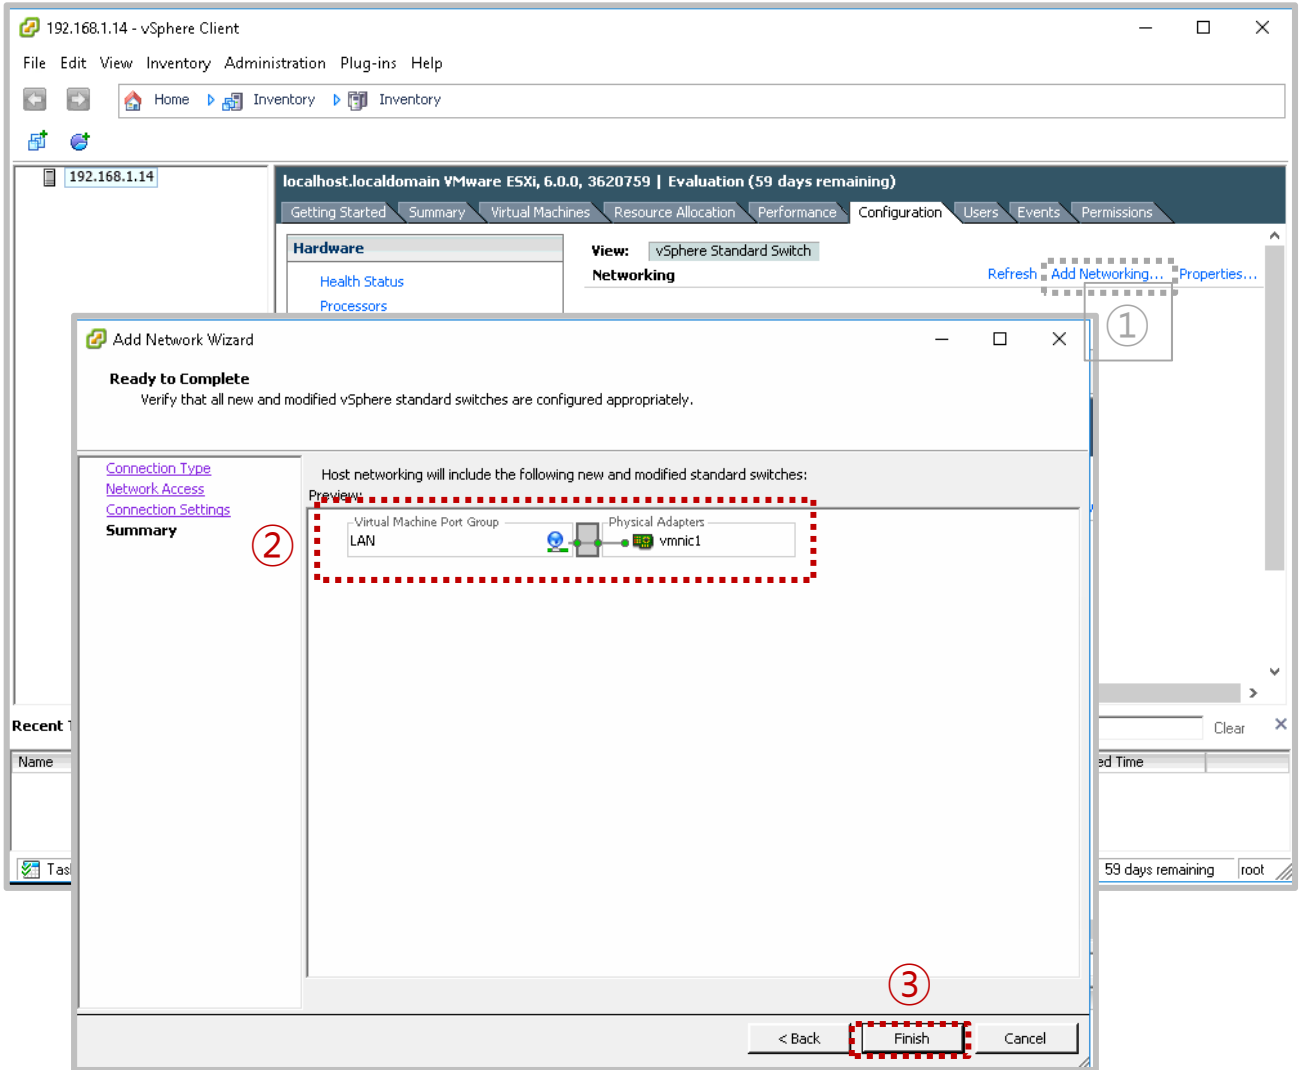 192.168.1.14 - vSphere Client
File Edit View Inventory Administration Plug-ins Help
Home Inventory Inventory
192.168.1.14
localhost.localdomain VMware ESXi, 6.0.0, 3620759 | Evaluation (59 days remaining)
Getting Started Summary Virtual Machines Resource Allocation Performance Configuration Users Events Permissions
Hardware
Health Status
Processors
View: vSphere Standard Switch
Networking
Refresh Add Networking... Properties...
①
Add Network Wizard
Ready to Complete
Verify that all new and modified vSphere standard switches are configured appropriately.
Connection Type
Network Access
Connection Settings
Summary
Host networking will include the following new and modified standard switches:
Preview:
②
Virtual Machine Port Group
LAN
Physical Adapters
vmnic1
③
< Back Finish Cancel
Recent T
Clear
Name
ed Time
Tas
59 days remaining
root